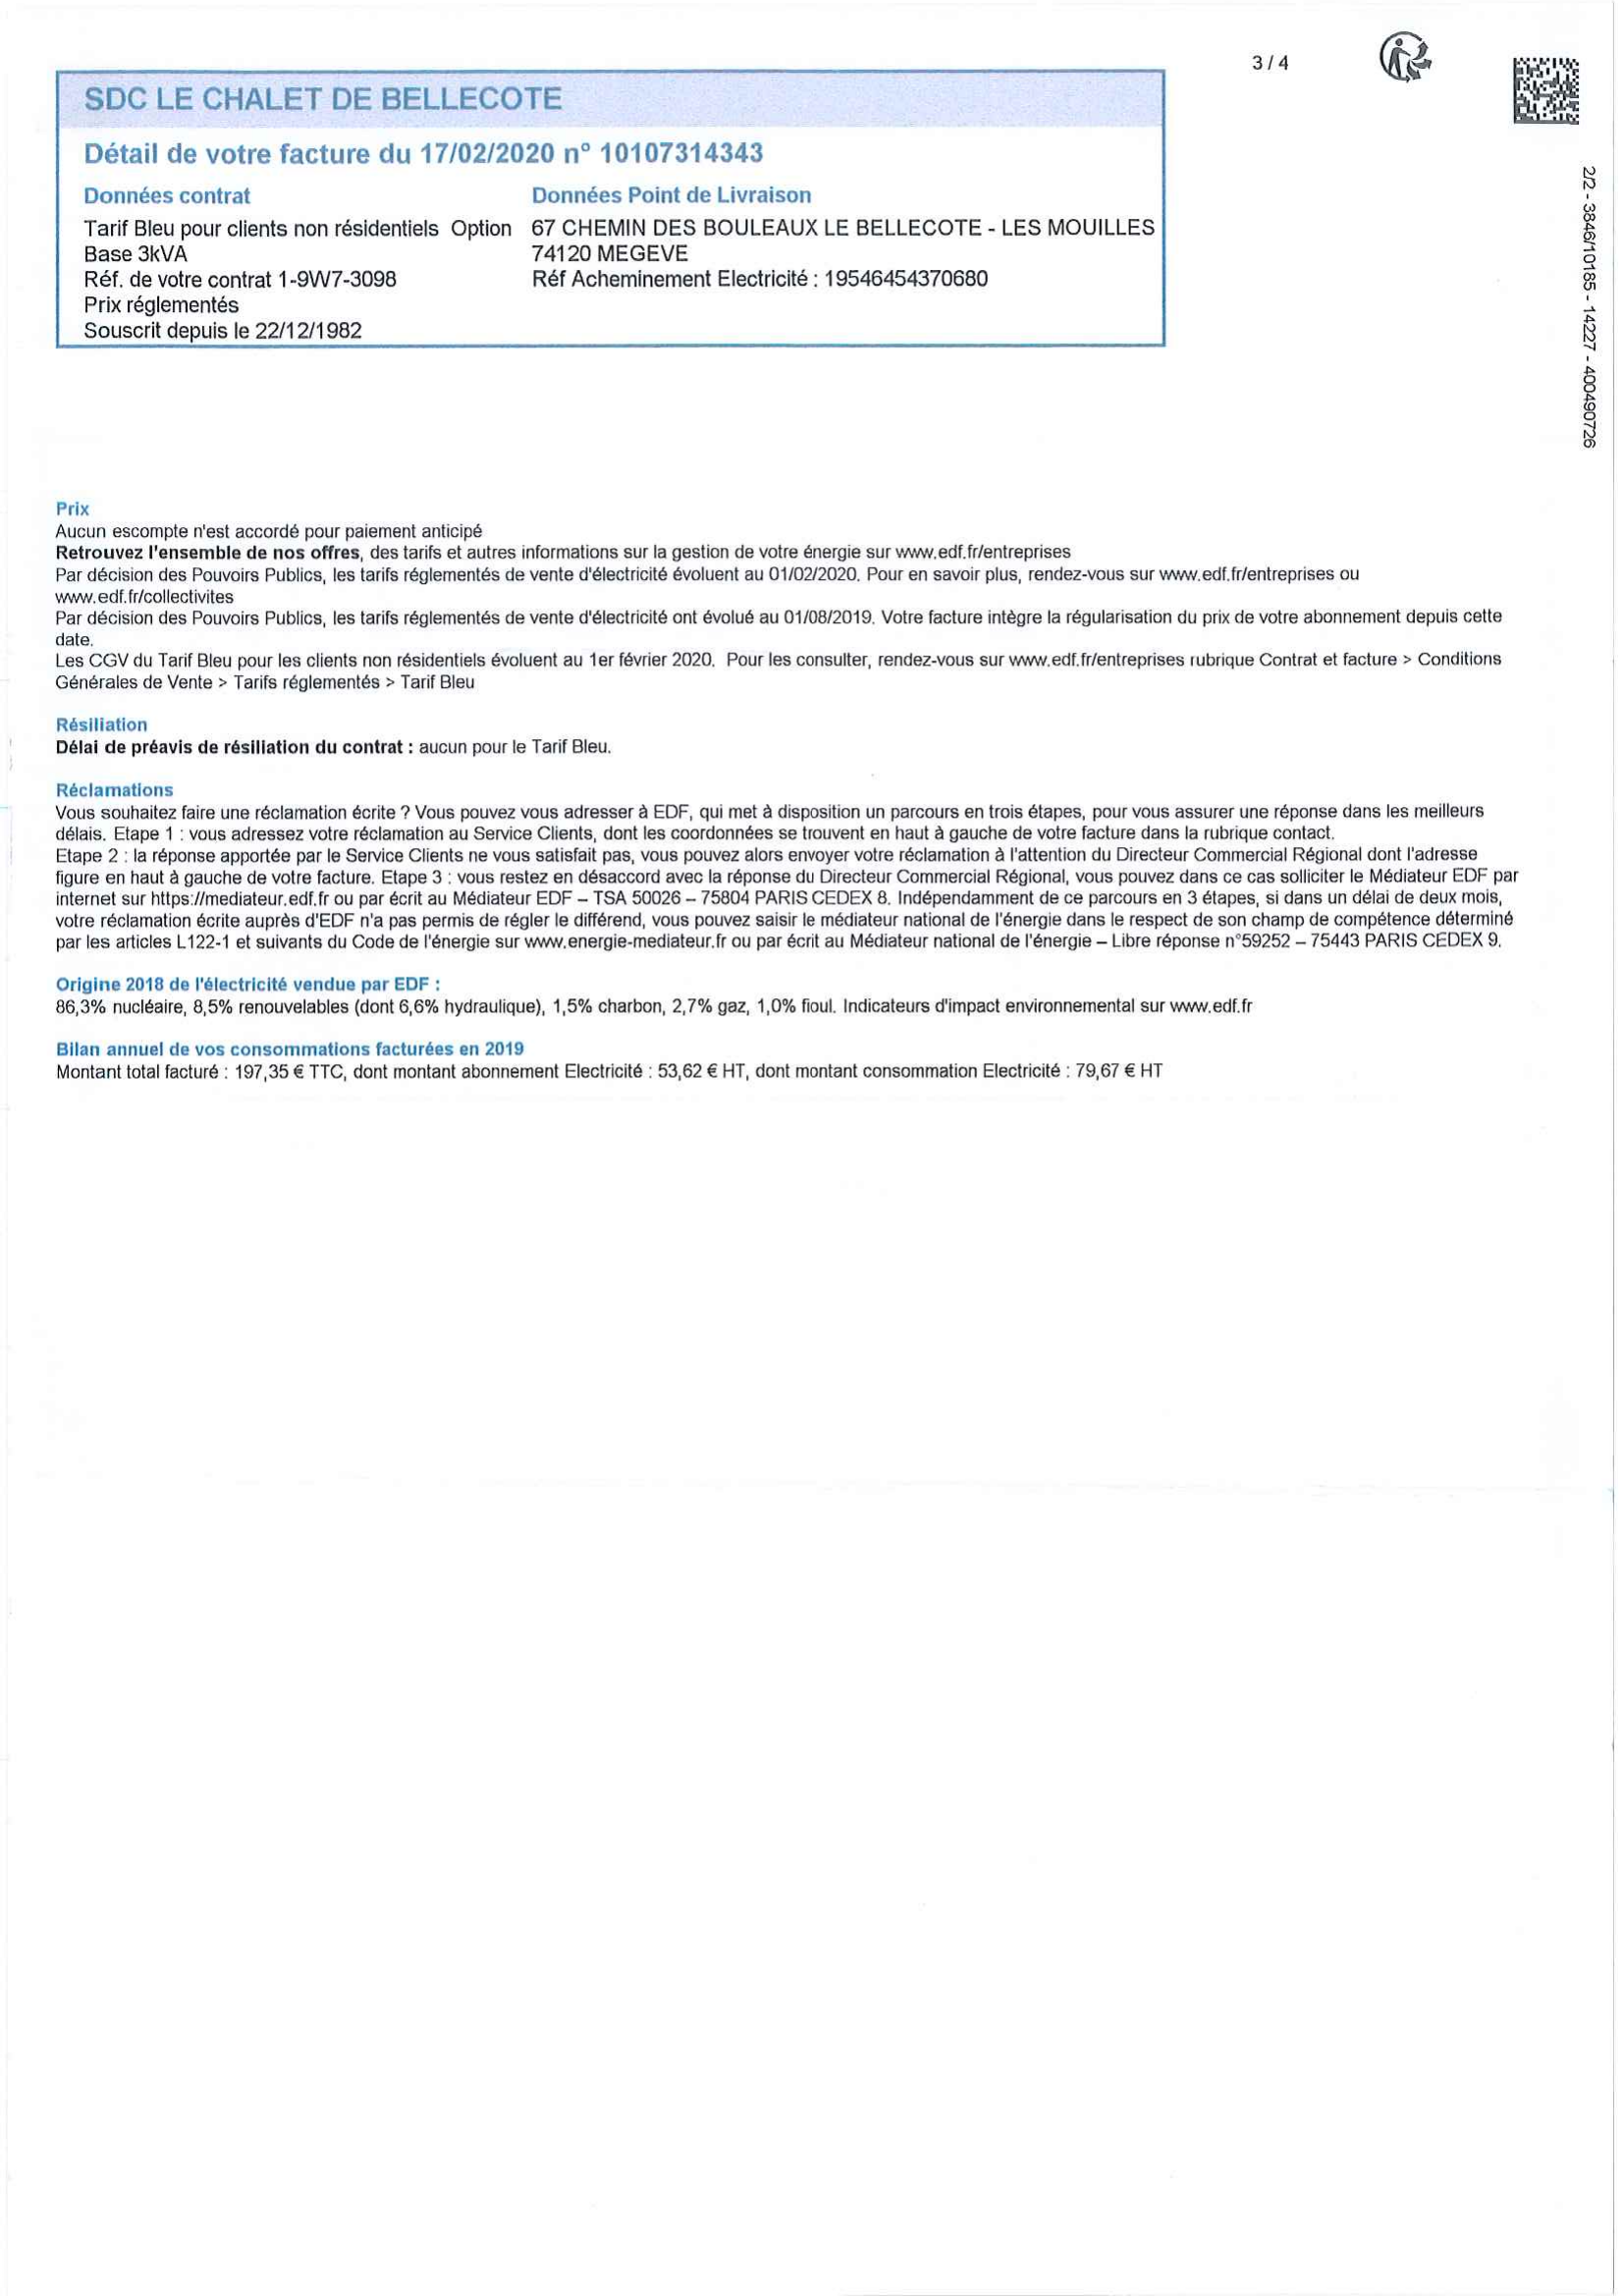 3 / 4
SDC LE CHALET DE BELLECOTE
Détail de votre facture du 17/02/2020 n° 10107314343
Données contrat
Tarif Bleu pour clients non résidentiels Option
Base 3kVA
Réf. de votre contrat 1-9W7-3098
Prix réglementés
Souscrit depuis le 22/12/1982
Données Point de Livraison
67 CHEMIN DES BOULEAUX LE BELLECOTE - LES MOUILLES
74120 MEGEVE
Réf Acheminement Electricité : 19546454370680
2/2 - 3846/10185 - 14227 - 400490726
Prix
Aucun escompte n'est accordé pour paiement anticipé
Retrouvez l'ensemble de nos offres, des tarifs et autres informations sur la gestion de votre énergie sur www.edf.fr/entreprises
Par décision des Pouvoirs Publics, les tarifs réglementés de vente d'électricité évoluent au 01/02/2020. Pour en savoir plus, rendez-vous sur www.edf.fr/entreprises ou
www.edf.fr/collectivites
Par décision des Pouvoirs Publics, les tarifs réglementés de vente d'électricité ont évolué au 01/08/2019. Votre facture intègre la régularisation du prix de votre abonnement depuis cette
date.
Les CGV du Tarif Bleu pour les clients non résidentiels évoluent au 1er février 2020. Pour les consulter, rendez-vous sur www.edf.fr/entreprises rubrique Contrat et facture > Conditions
Générales de Vente > Tarifs réglementés > Tarif Bleu
Résiliation
Délai de préavis de résiliation du contrat : aucun pour le Tarif Bleu.
Réclamations
Vous souhaitez faire une réclamation écrite ? Vous pouvez vous adresser à EDF, qui met à disposition un parcours en trois étapes, pour vous assurer une réponse dans les meilleurs
délais. Etape 1 : vous adressez votre réclamation au Service Clients, dont les coordonnées se trouvent en haut à gauche de votre facture dans la rubrique contact.
Etape 2 : la réponse apportée par le Service Clients ne vous satisfait pas, vous pouvez alors envoyer votre réclamation à l'attention du Directeur Commercial Régional dont l'adresse
figure en haut à gauche de votre facture. Etape 3 : vous restez en désaccord avec la réponse du Directeur Commercial Régional, vous pouvez dans ce cas solliciter le Médiateur EDF par
internet sur https://mediateur.edf.fr ou par écrit au Médiateur EDF – TSA 50026 – 75804 PARIS CEDEX 8. Indépendamment de ce parcours en 3 étapes, si dans un délai de deux mois,
votre réclamation écrite auprès d'EDF n'a pas permis de régler le différend, vous pouvez saisir le médiateur national de l'énergie dans le respect de son champ de compétence déterminé
par les articles L122-1 et suivants du Code de l'énergie sur www.energie-mediateur.fr ou par écrit au Médiateur national de l'énergie – Libre réponse n°59252 – 75443 PARIS CEDEX 9.
Origine 2018 de l'électricité vendue par EDF :
86,3% nucléaire, 8,5% renouvelables (dont 6,6% hydraulique), 1,5% charbon, 2,7% gaz, 1,0% fioul. Indicateurs d'impact environnemental sur www.edf.fr
Bilan annuel de vos consommations facturées en 2019
Montant total facturé : 197,35 € TTC, dont montant abonnement Electricité : 53,62 € HT, dont montant consommation Electricité : 79,67 € HT